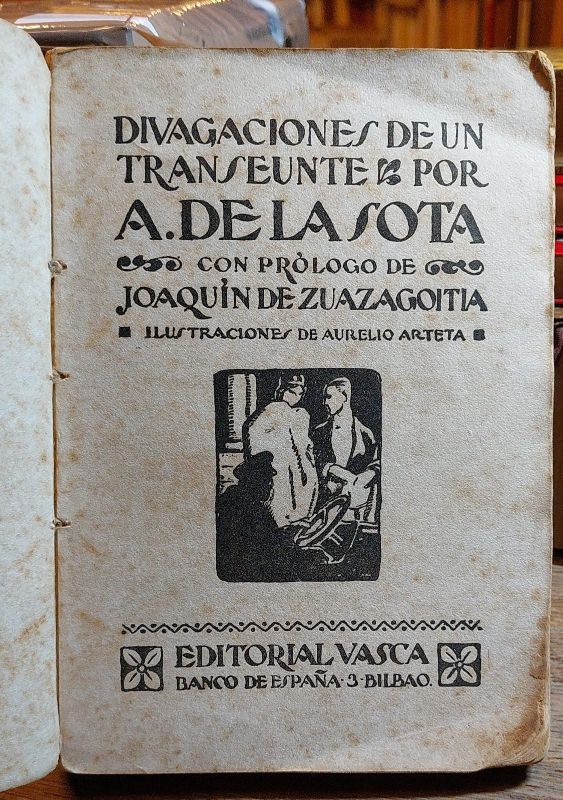 DIVAGACIONES DE UN
TRANSEUNTE POR
A. DE LA SOTA
CON PRÒLOGO DE
JOAQUÍN DE ZUAZAGOITIA
ILUSTRACIONES DE AURELIO ARTETA
EDITORIAL VASCA
BANCO DE ESPAÑA · 3 · BILBAO.